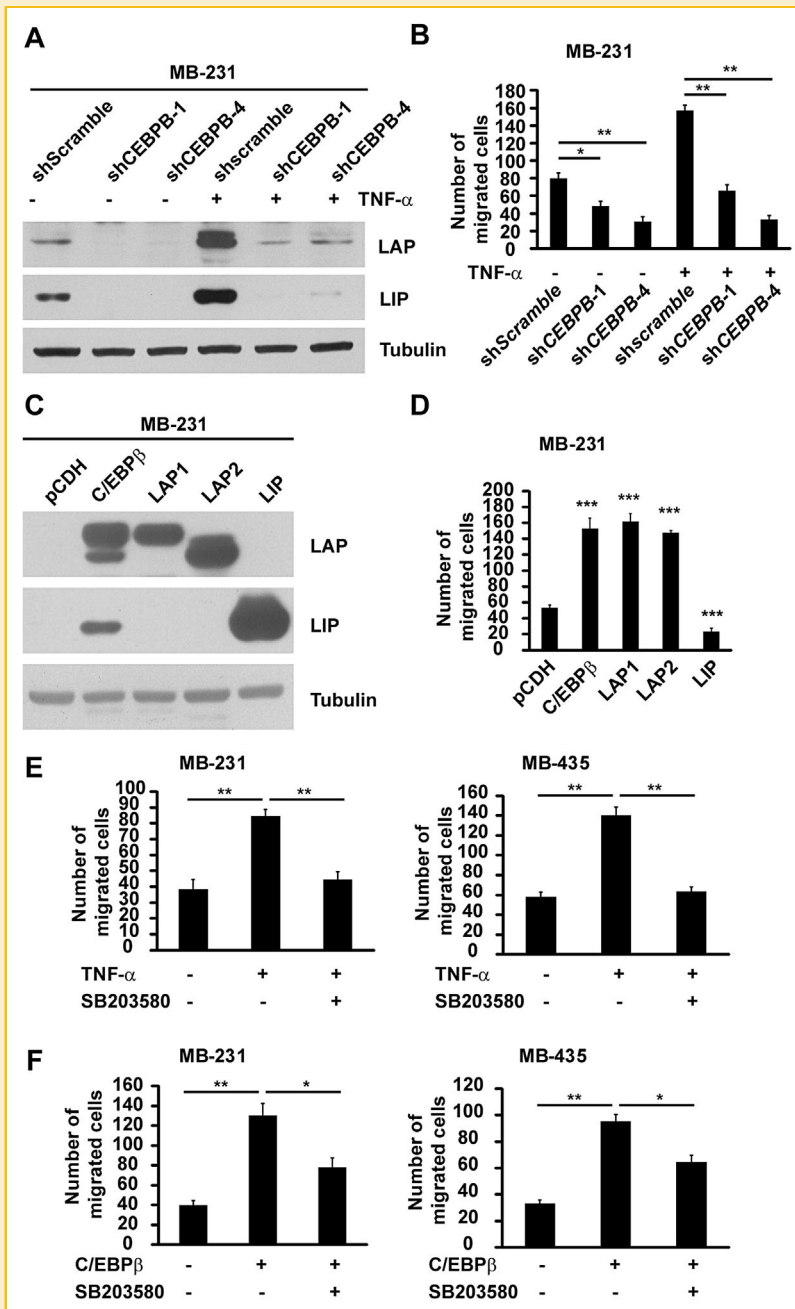 A
MB-231
shScramble shCEBPB-1 shCEBPB-4 shscramble shCEBPB-1 shCEBPB-4
- - - + + + TNF-α
LAP
LIP
Tubulin
B
MB-231
Number of migrated cells
180
160
140
120
100
80
60
40
20
0
* ** ** **
TNF-α - - - + + +
shScramble shCEBPB-1 shCEBPB-4 shscramble shCEBPB-1 shCEBPB-4
C
MB-231
pCDH C/EBPβ LAP1 LAP2 LIP
LAP
LIP
Tubulin
D
MB-231
Number of migrated cells
200
180
160
140
120
100
80
60
40
20
0
*** *** *** ***
pCDH C/EBPβ LAP1 LAP2 LIP
E
MB-231
Number of migrated cells
100
90
80
70
60
50
40
30
20
10
0
** **
TNF-α - + +
SB203580 - - +
MB-435
Number of migrated cells
160
140
120
100
80
60
40
20
0
** **
TNF-α - + +
SB203580 - - +
F
MB-231
Number of migrated cells
160
140
120
100
80
60
40
20
0
** *
C/EBPβ - + +
SB203580 - - +
MB-435
Number of migrated cells
120
100
80
60
40
20
0
** *
C/EBPβ - + +
SB203580 - - +